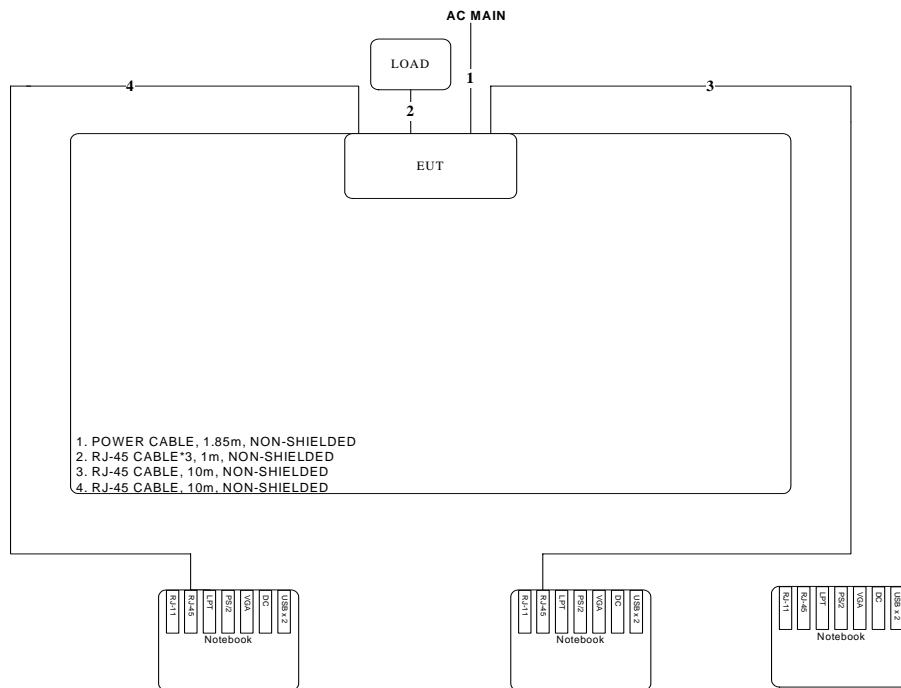 AC MAIN
LOAD
4
1
3
2
EUT
1. POWER CABLE, 1.85m, NON-SHIELDED
2. RJ-45 CABLE*3, 1m, NON-SHIELDED
3. RJ-45 CABLE, 10m, NON-SHIELDED
4. RJ-45 CABLE, 10m, NON-SHIELDED
RJ-11
RJ-45
LPT
PS/2
VGA
DC
USB x 2
Notebook
RJ-11
RJ-45
LPT
PS/2
VGA
DC
USB x 2
Notebook
RJ-11
RJ-45
LPT
PS/2
VGA
DC
USB x 2
Notebook